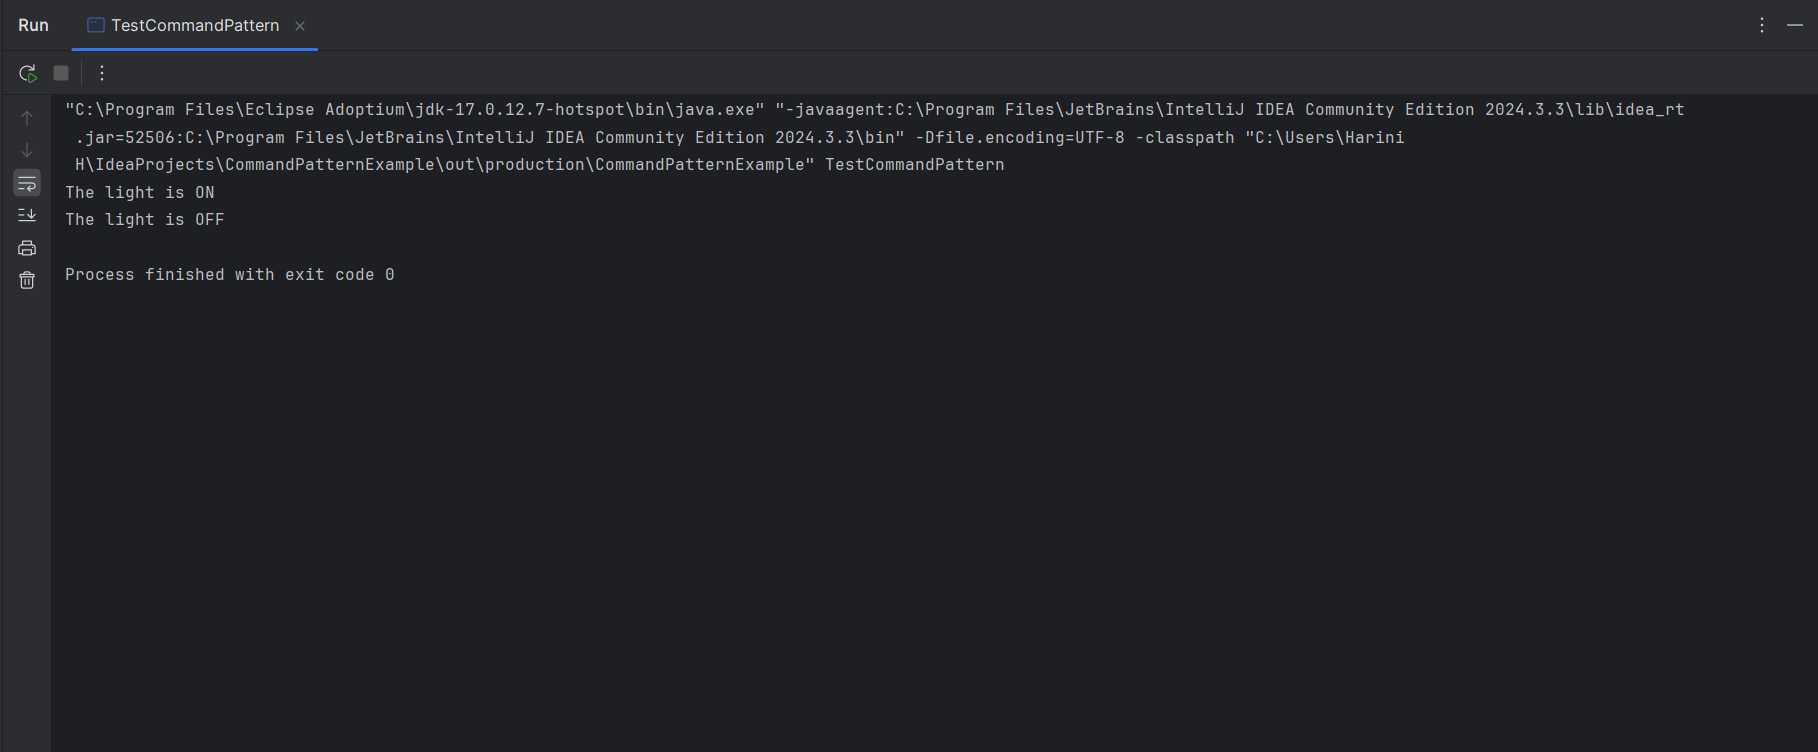 Run
TestCommandPattern
"C:\Program Files\Eclipse Adoptium\jdk-17.0.12.7-hotspot\bin\java.exe" "-javaagent:C:\Program Files\JetBrains\IntelliJ IDEA Community Edition 2024.3.3\lib\idea_rt
.jar=52506:C:\Program Files\JetBrains\IntelliJ IDEA Community Edition 2024.3.3\bin" -Dfile.encoding=UTF-8 -classpath "C:\Users\Harini
H\IdeaProjects\CommandPatternExample\out\production\CommandPatternExample" TestCommandPattern
The light is ON
The light is OFF
Process finished with exit code 0